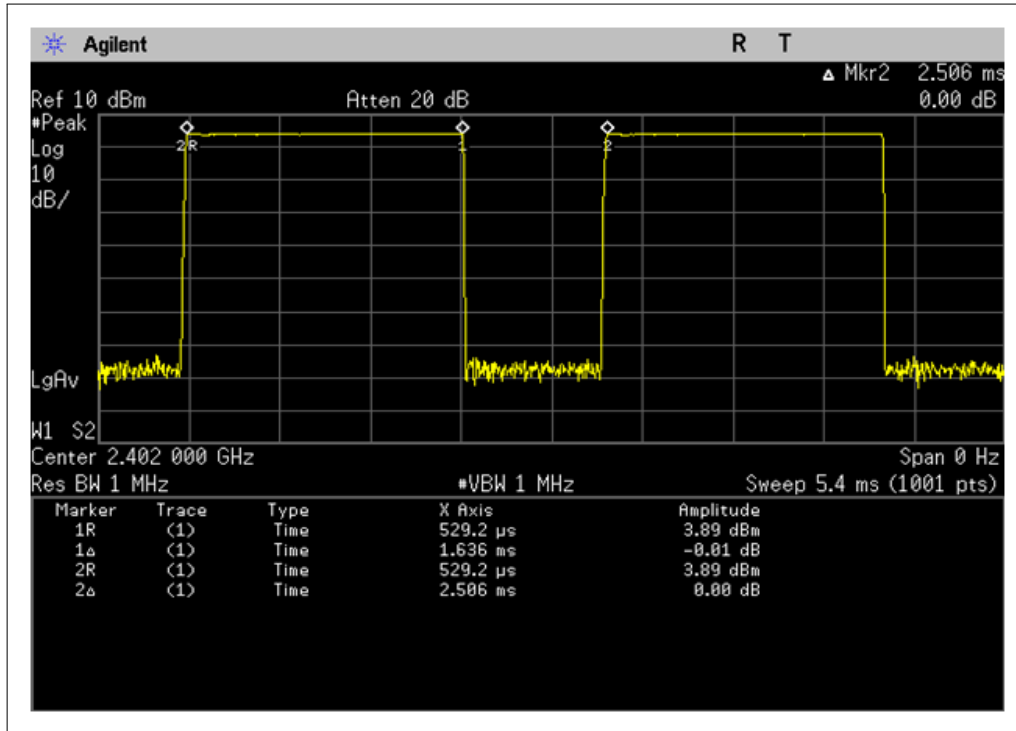 Agilent R T
Δ Mkr2 2.506 ms
Ref 10 dBm Atten 20 dB 0.00 dB
#Peak
Log
10
dB/
2R 1 2
LgAv
W1 S2
Center 2.402 000 GHz Span 0 Hz
Res BW 1 MHz #VBW 1 MHz Sweep 5.4 ms (1001 pts)
Marker Trace Type X Axis Amplitude
1R (1) Time 529.2 µs 3.89 dBm
1Δ (1) Time 1.636 ms -0.01 dB
2R (1) Time 529.2 µs 3.89 dBm
2Δ (1) Time 2.506 ms 0.00 dB